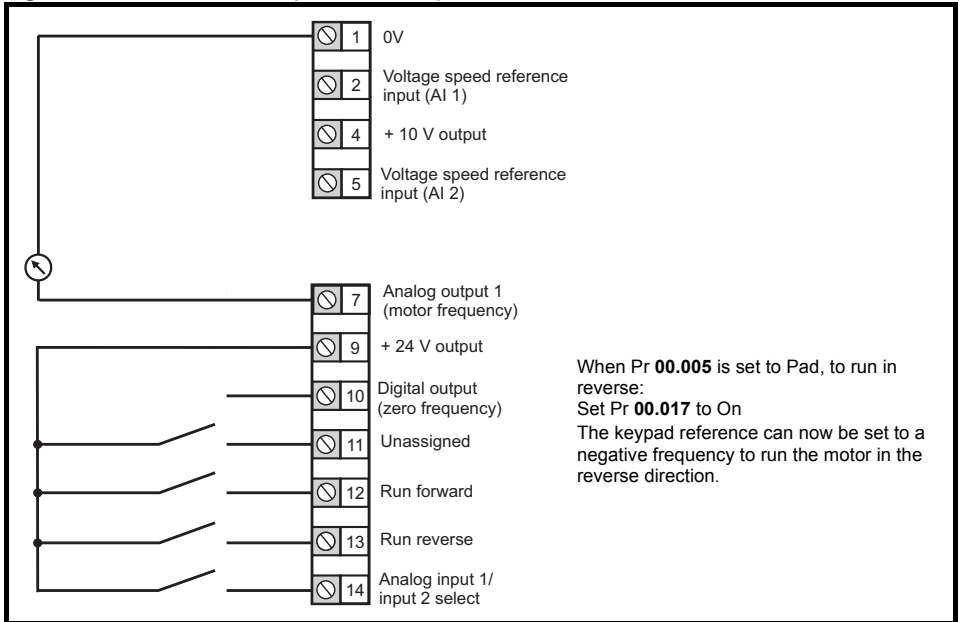 1 0V
2 Voltage speed reference
input (AI 1)
4 + 10 V output
5 Voltage speed reference
input (AI 2)
7 Analog output 1
(motor frequency)
9 + 24 V output
10 Digital output
(zero frequency)
11 Unassigned
12 Run forward
13 Run reverse
14 Analog input 1/
input 2 select
When Pr 00.005 is set to Pad, to run in
reverse:
Set Pr 00.017 to On
The keypad reference can now be set to a
negative frequency to run the motor in the
reverse direction.